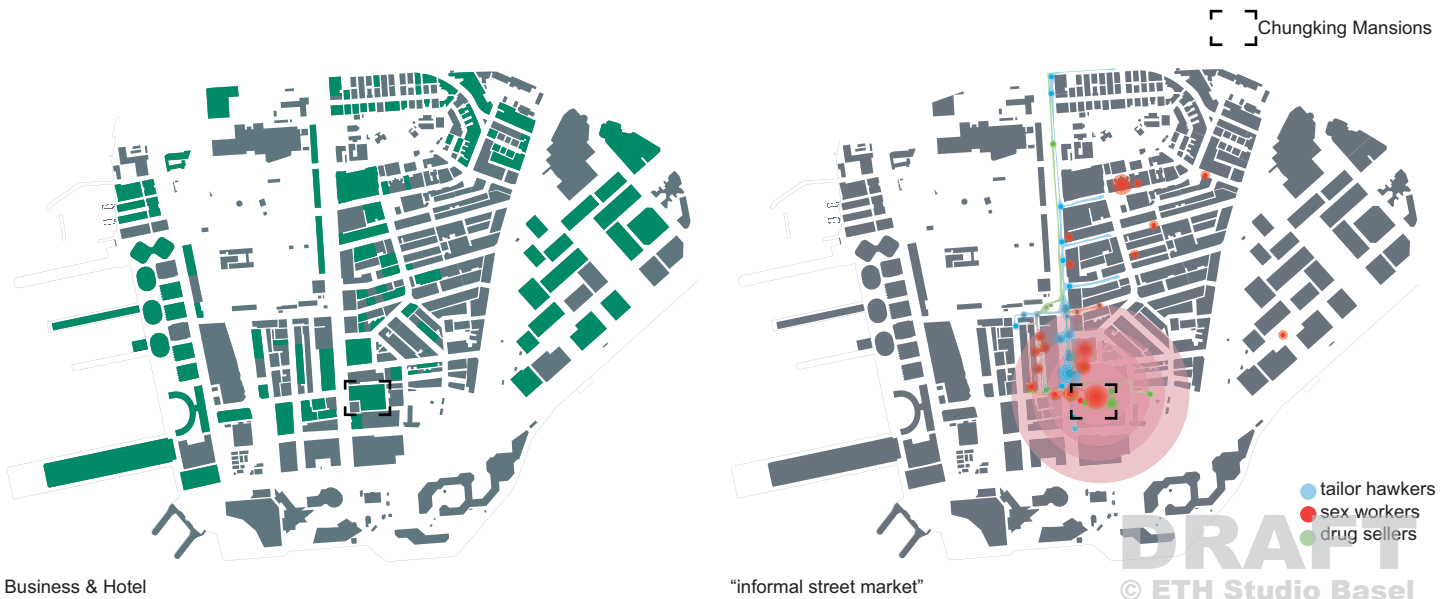 Chungking Mansions
tailor hawkers
sex workers
drug sellers
DRAFT
Business & Hotel
“informal street market”
© ETH Studio Basel